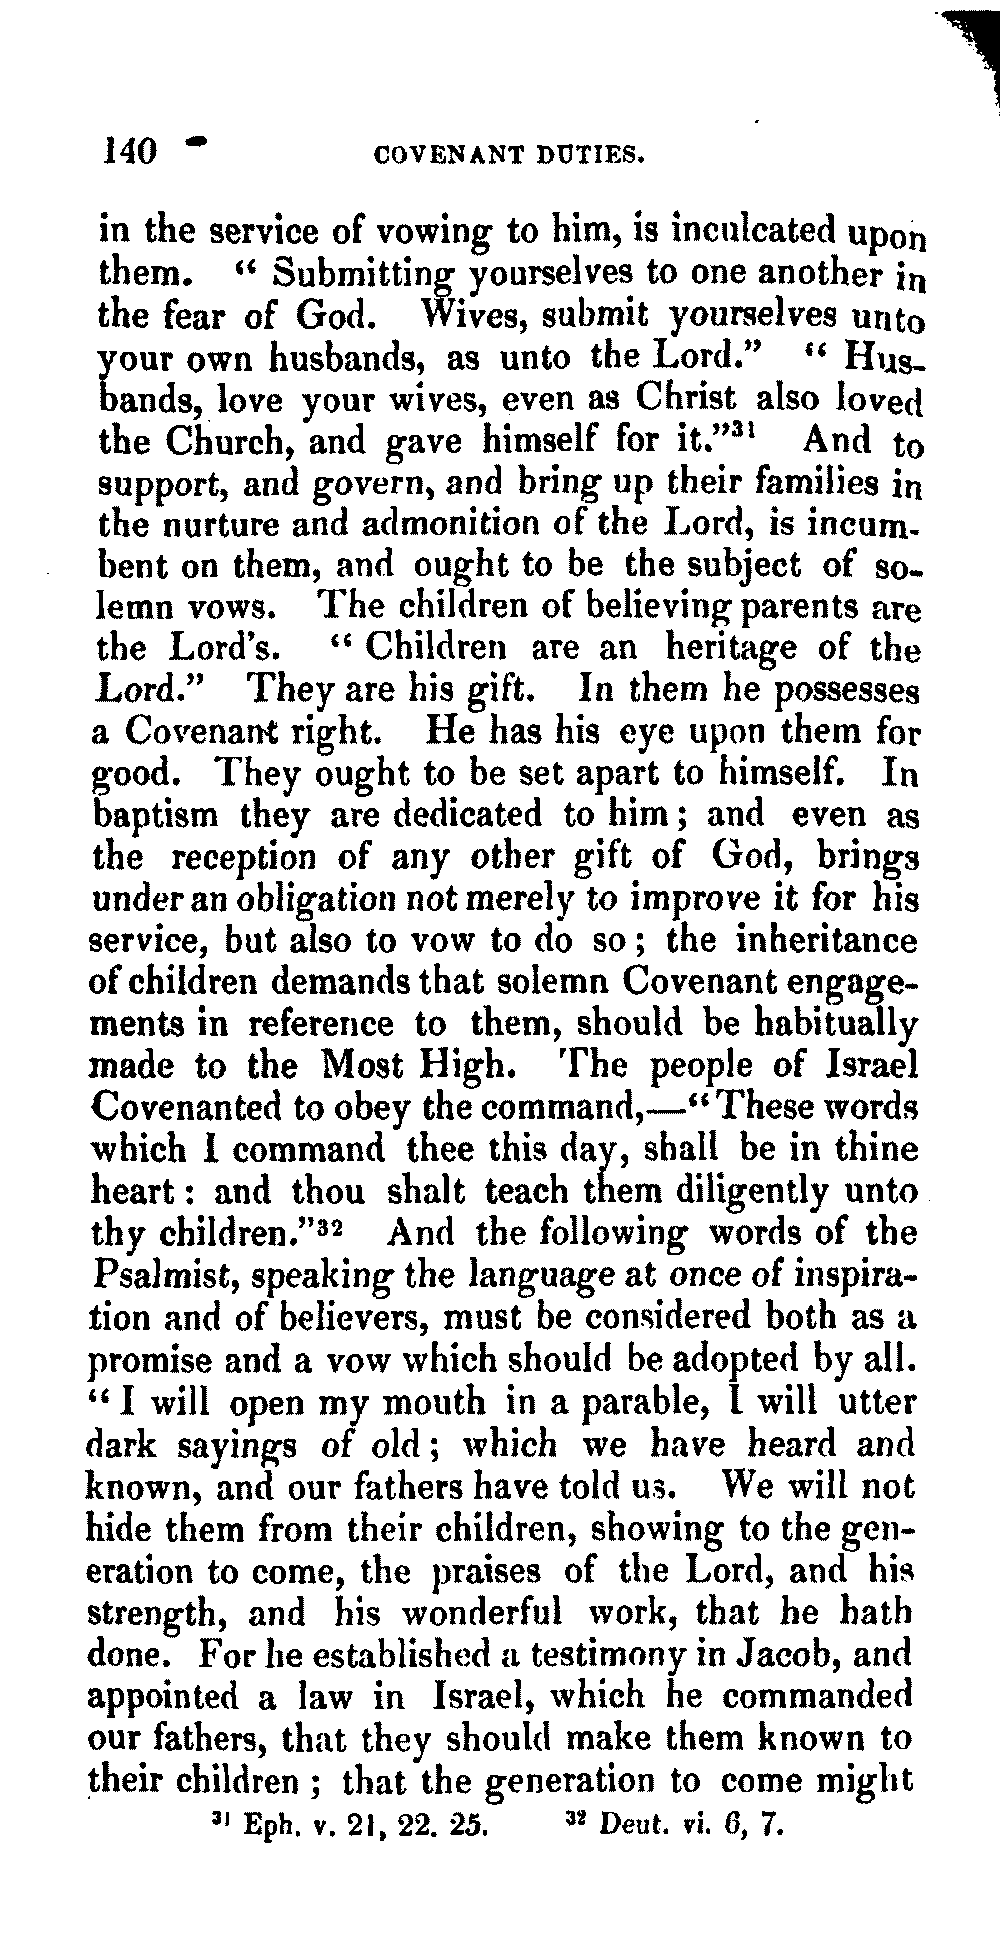 140 COVENANT DUTIES.
in the service of vowing to him, is inculcated upon
them. “ Submitting yourselves to one another in
the fear of God. Wives, submit yourselves unto
your own husbands, as unto the Lord.” “ Hus-
bands, love your wives, even as Christ also loved
the Church, and gave himself for it.”³¹ And to
support, and govern, and bring up their families in
the nurture and admonition of the Lord, is incum-
bent on them, and ought to be the subject of so-
lemn vows. The children of believing parents are
the Lord’s. “ Children are an heritage of the
Lord.” They are his gift. In them he possesses
a Covenant right. He has his eye upon them for
good. They ought to be set apart to himself. In
baptism they are dedicated to him ; and even as
the reception of any other gift of God, brings
under an obligation not merely to improve it for his
service, but also to vow to do so ; the inheritance
of children demands that solemn Covenant engage-
ments in reference to them, should be habitually
made to the Most High. The people of Israel
Covenanted to obey the command,—“ These words
which I command thee this day, shall be in thine
heart : and thou shalt teach them diligently unto
thy children.”³² And the following words of the
Psalmist, speaking the language at once of inspira-
tion and of believers, must be considered both as a
promise and a vow which should be adopted by all.
“ I will open my mouth in a parable, I will utter
dark sayings of old ; which we have heard and
known, and our fathers have told us. We will not
hide them from their children, showing to the gen-
eration to come, the praises of the Lord, and his
strength, and his wonderful work, that he hath
done. For he established a testimony in Jacob, and
appointed a law in Israel, which he commanded
our fathers, that they should make them known to
their children ; that the generation to come might
³¹ Eph. v. 21, 22. 25. ³² Deut. vi. 6, 7.